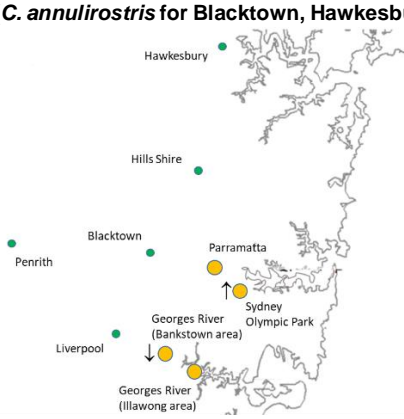 C. annulirostris for Blacktown, Hawkesbu
Hawkesbury
Hills Shire
Blacktown
Parramatta
Penrith
Sydney
Olympic Park
Georges River
(Bankstown area)
Liverpool
Georges River
(Illawong area)